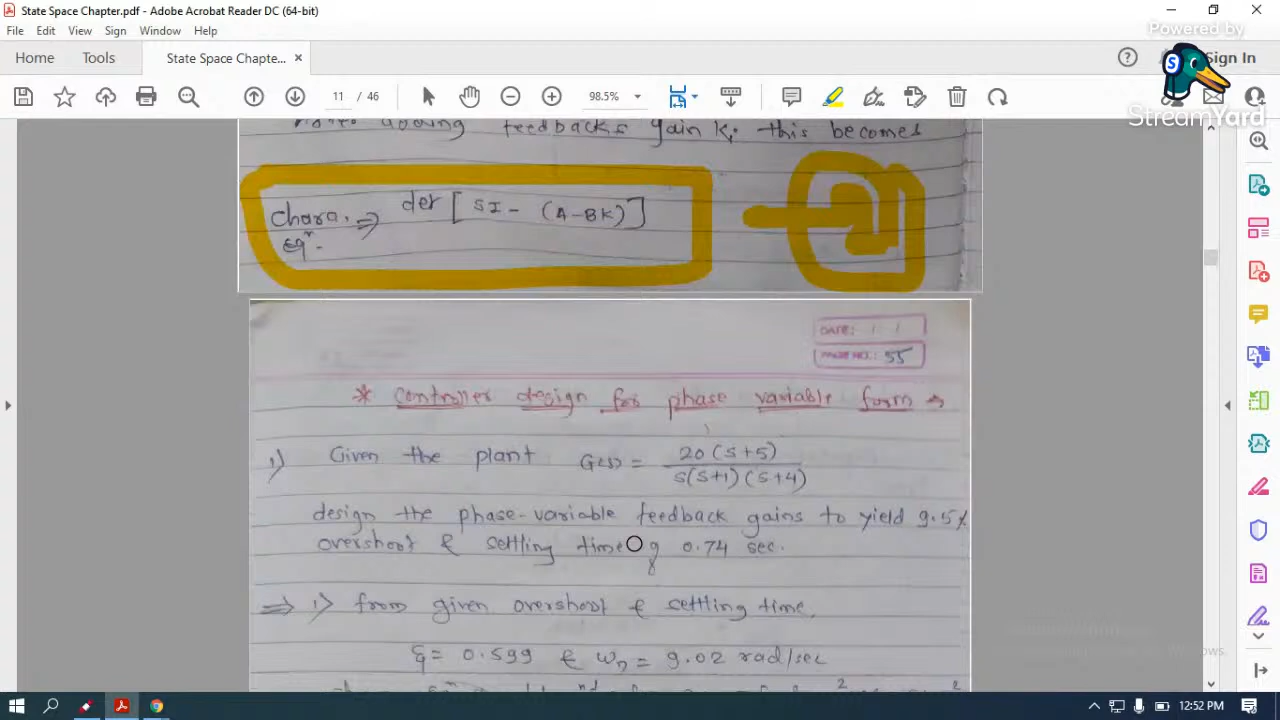 State Space Chapter.pdf - Adobe Acrobat Reader DC (64-bit)
File Edit View Sign Window Help
Powered by
Home Tools State Space Chapte... × Sign In
11 / 46 98.5%
StreamYard
feedbacks gain K, this becomes
Chara. ⇒ det [ SI - (A-BK) ]
eqn.
DATE: / /
PAGE NO.: 55
* Controller design for phase variable form →
1) Given the plant G(s) = 20 (s+5) / s(s+1)(s+4)
design the phase-variable feedback gains to yield 9.5%
overshoot & settling time of 0.74 sec.
⇒ 1) from given overshoot & settling time.
ξ = 0.599 & ωn = 9.02 rad/sec
12:52 PM